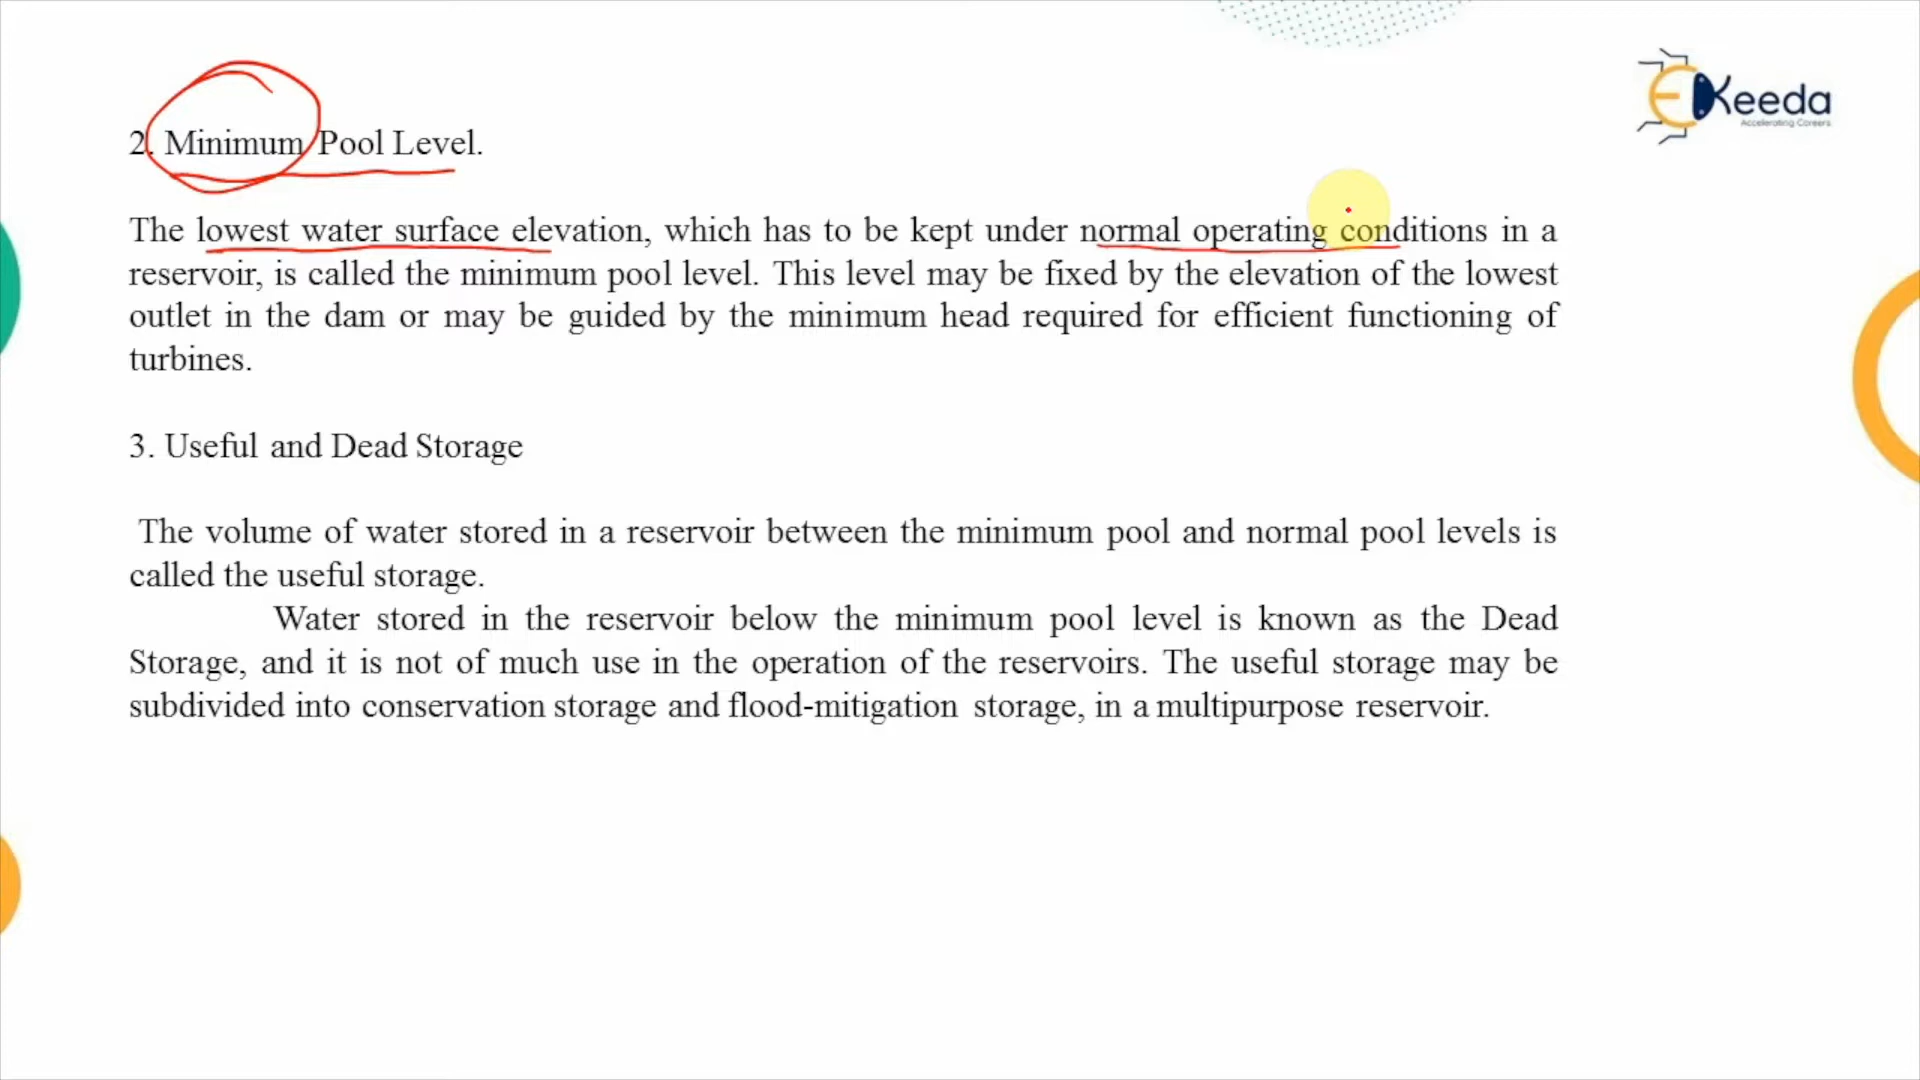 Keeda
Accelerating Careers
2. Minimum Pool Level.
The lowest water surface elevation, which has to be kept under normal operating conditions in a
reservoir, is called the minimum pool level. This level may be fixed by the elevation of the lowest
outlet in the dam or may be guided by the minimum head required for efficient functioning of
turbines.
3. Useful and Dead Storage
The volume of water stored in a reservoir between the minimum pool and normal pool levels is
called the useful storage.
Water stored in the reservoir below the minimum pool level is known as the Dead
Storage, and it is not of much use in the operation of the reservoirs. The useful storage may be
subdivided into conservation storage and flood-mitigation storage, in a multipurpose reservoir.